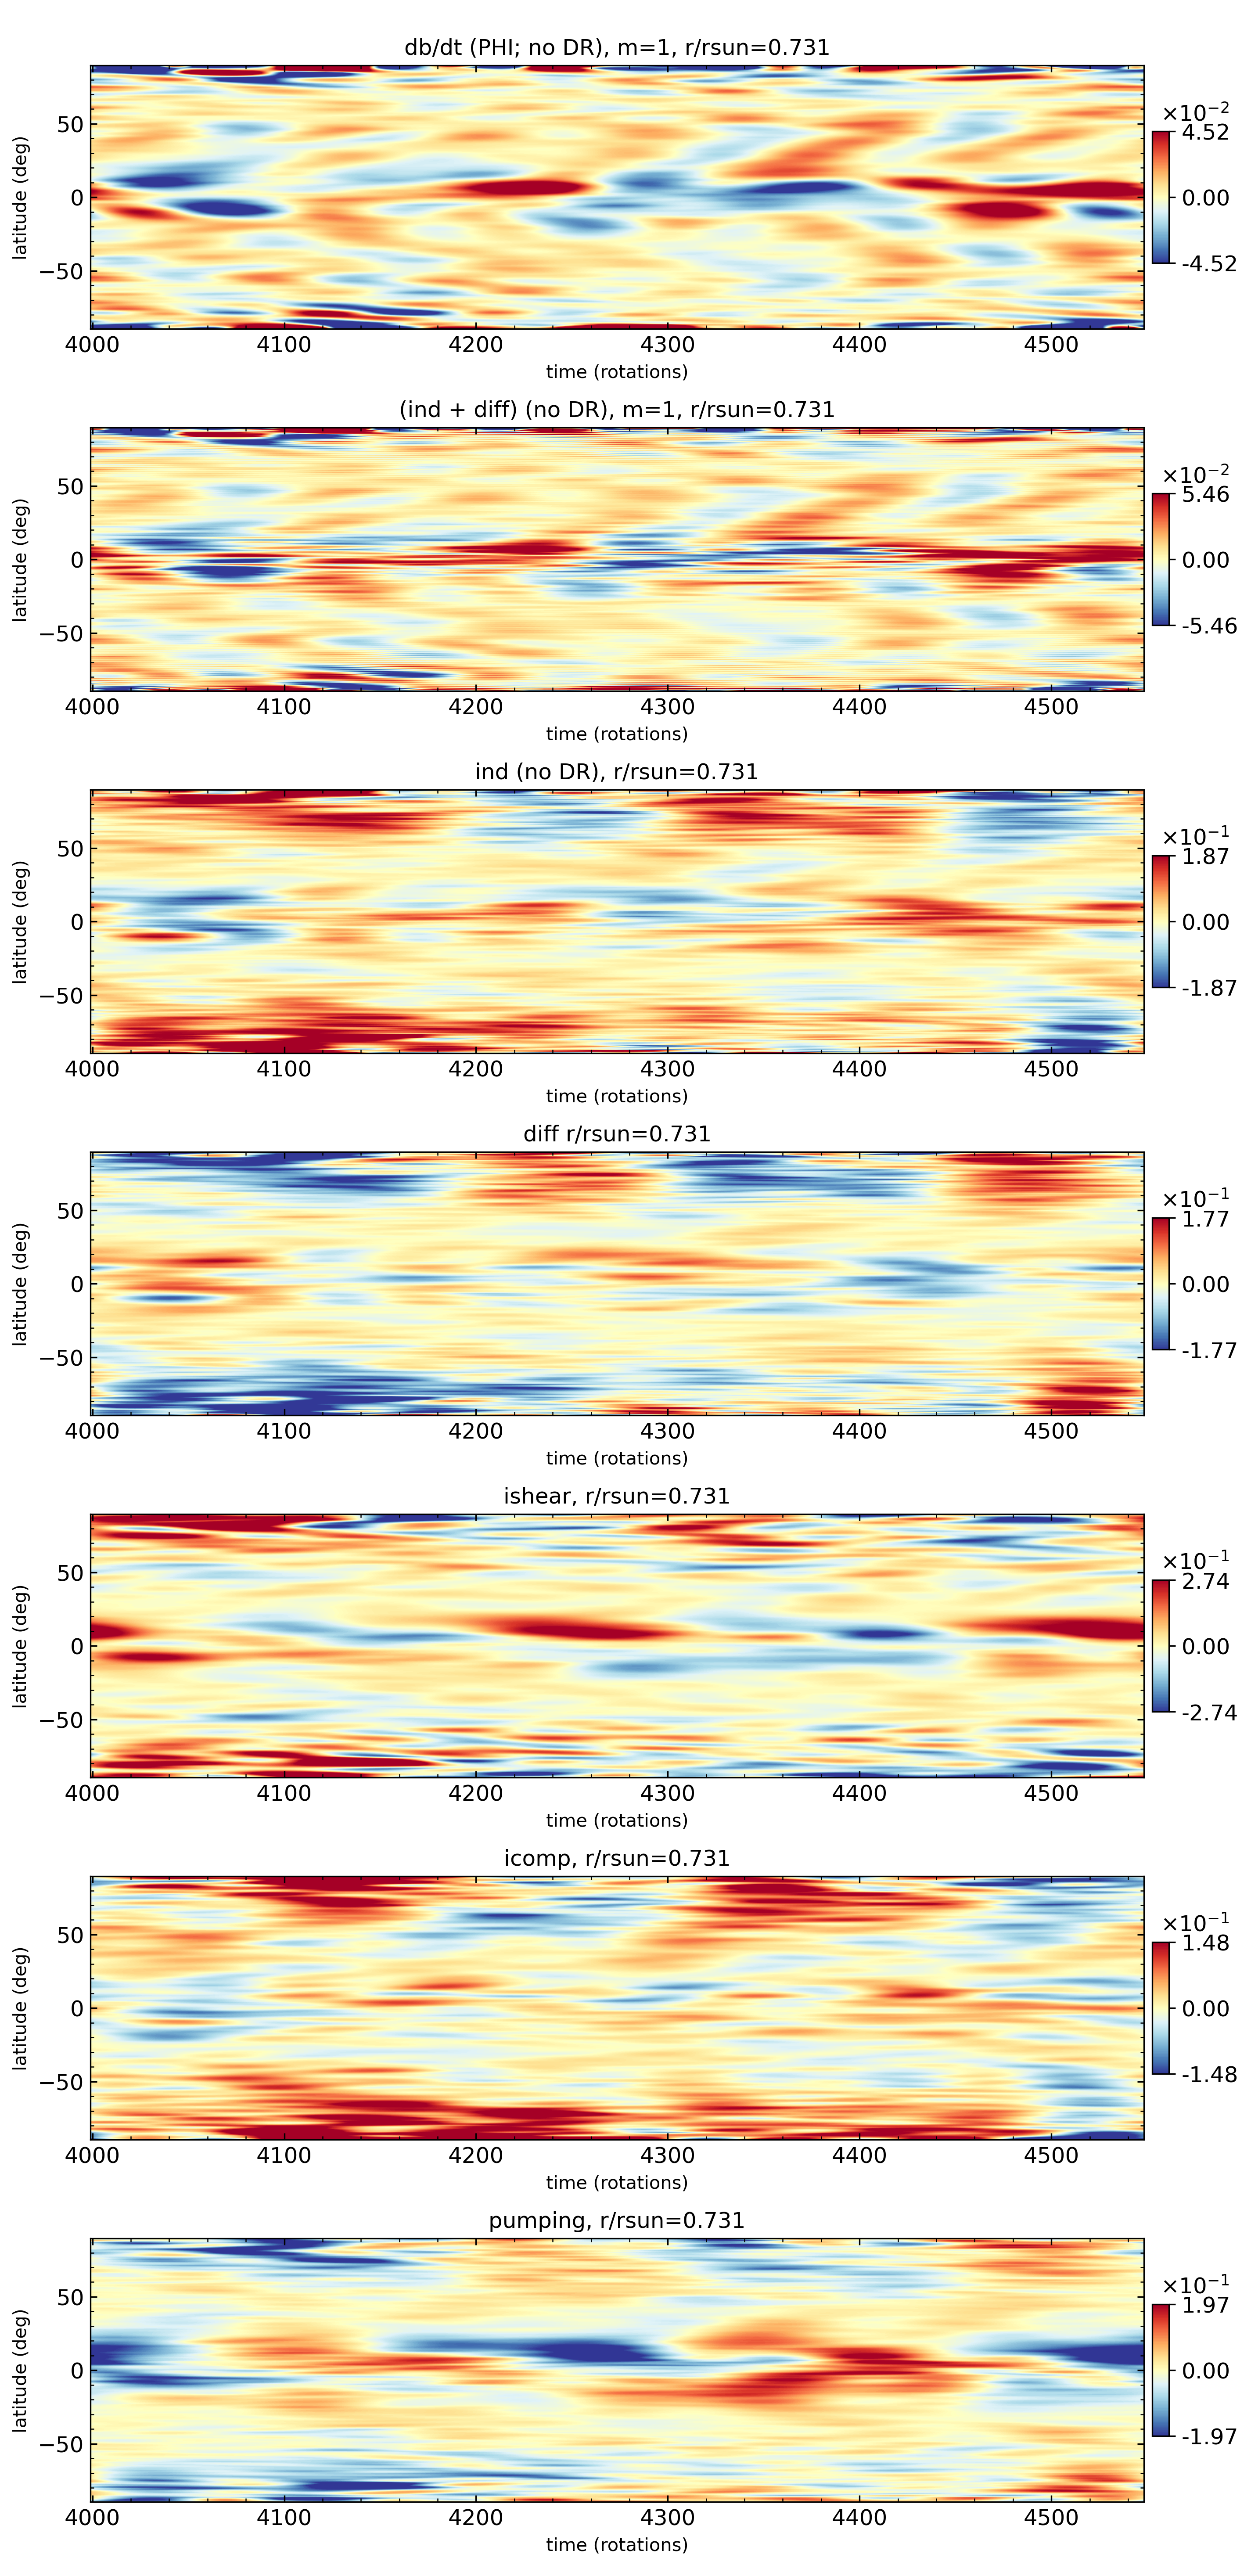 db/dt (PHI; no DR), m=1, r/rsun=0.731
×10⁻²
4.52
0.00
-4.52
latitude (deg)
50
0
−50
4000 4100 4200 4300 4400 4500
time (rotations)
(ind + diff) (no DR), m=1, r/rsun=0.731
×10⁻²
5.46
0.00
-5.46
latitude (deg)
50
0
−50
4000 4100 4200 4300 4400 4500
time (rotations)
ind (no DR), r/rsun=0.731
×10⁻¹
1.87
0.00
-1.87
latitude (deg)
50
0
−50
4000 4100 4200 4300 4400 4500
time (rotations)
diff r/rsun=0.731
×10⁻¹
1.77
0.00
-1.77
latitude (deg)
50
0
−50
4000 4100 4200 4300 4400 4500
time (rotations)
ishear, r/rsun=0.731
×10⁻¹
2.74
0.00
-2.74
latitude (deg)
50
0
−50
4000 4100 4200 4300 4400 4500
time (rotations)
icomp, r/rsun=0.731
×10⁻¹
1.48
0.00
-1.48
latitude (deg)
50
0
−50
4000 4100 4200 4300 4400 4500
time (rotations)
pumping, r/rsun=0.731
×10⁻¹
1.97
0.00
-1.97
latitude (deg)
50
0
−50
4000 4100 4200 4300 4400 4500
time (rotations)